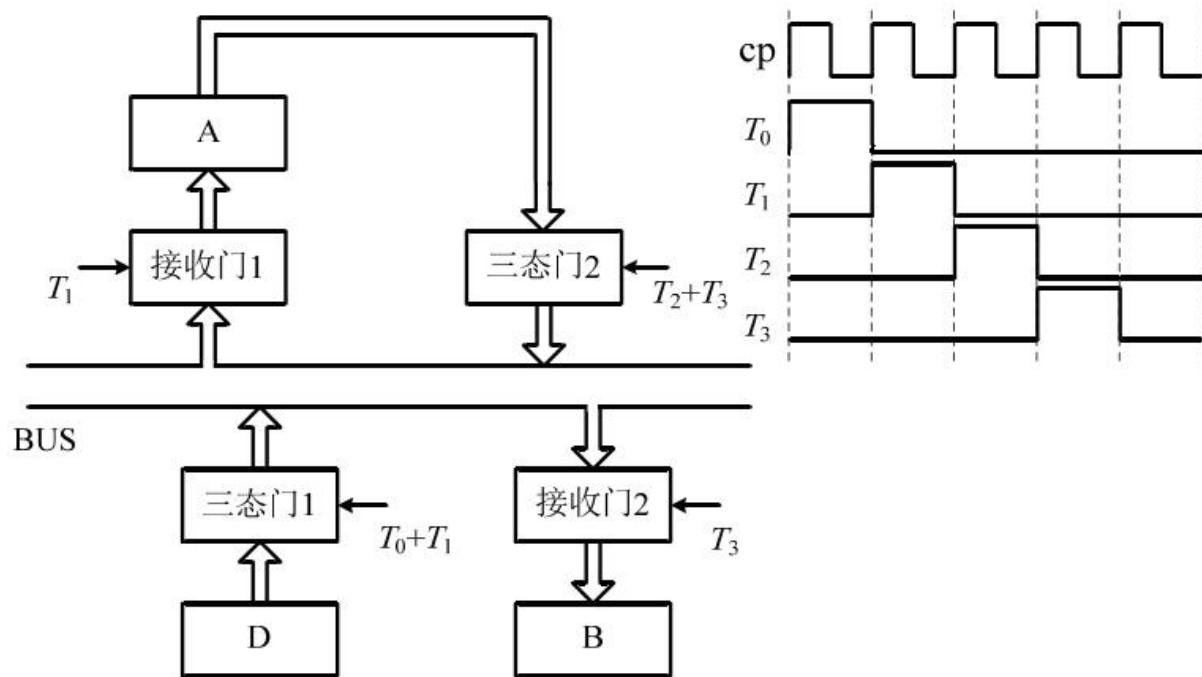 cp
T₀
A
T₁
接收门1
三态门2
T₁
T₂+T₃
T₂
T₃
BUS
三态门1
接收门2
T₀+T₁
T₃
D
B